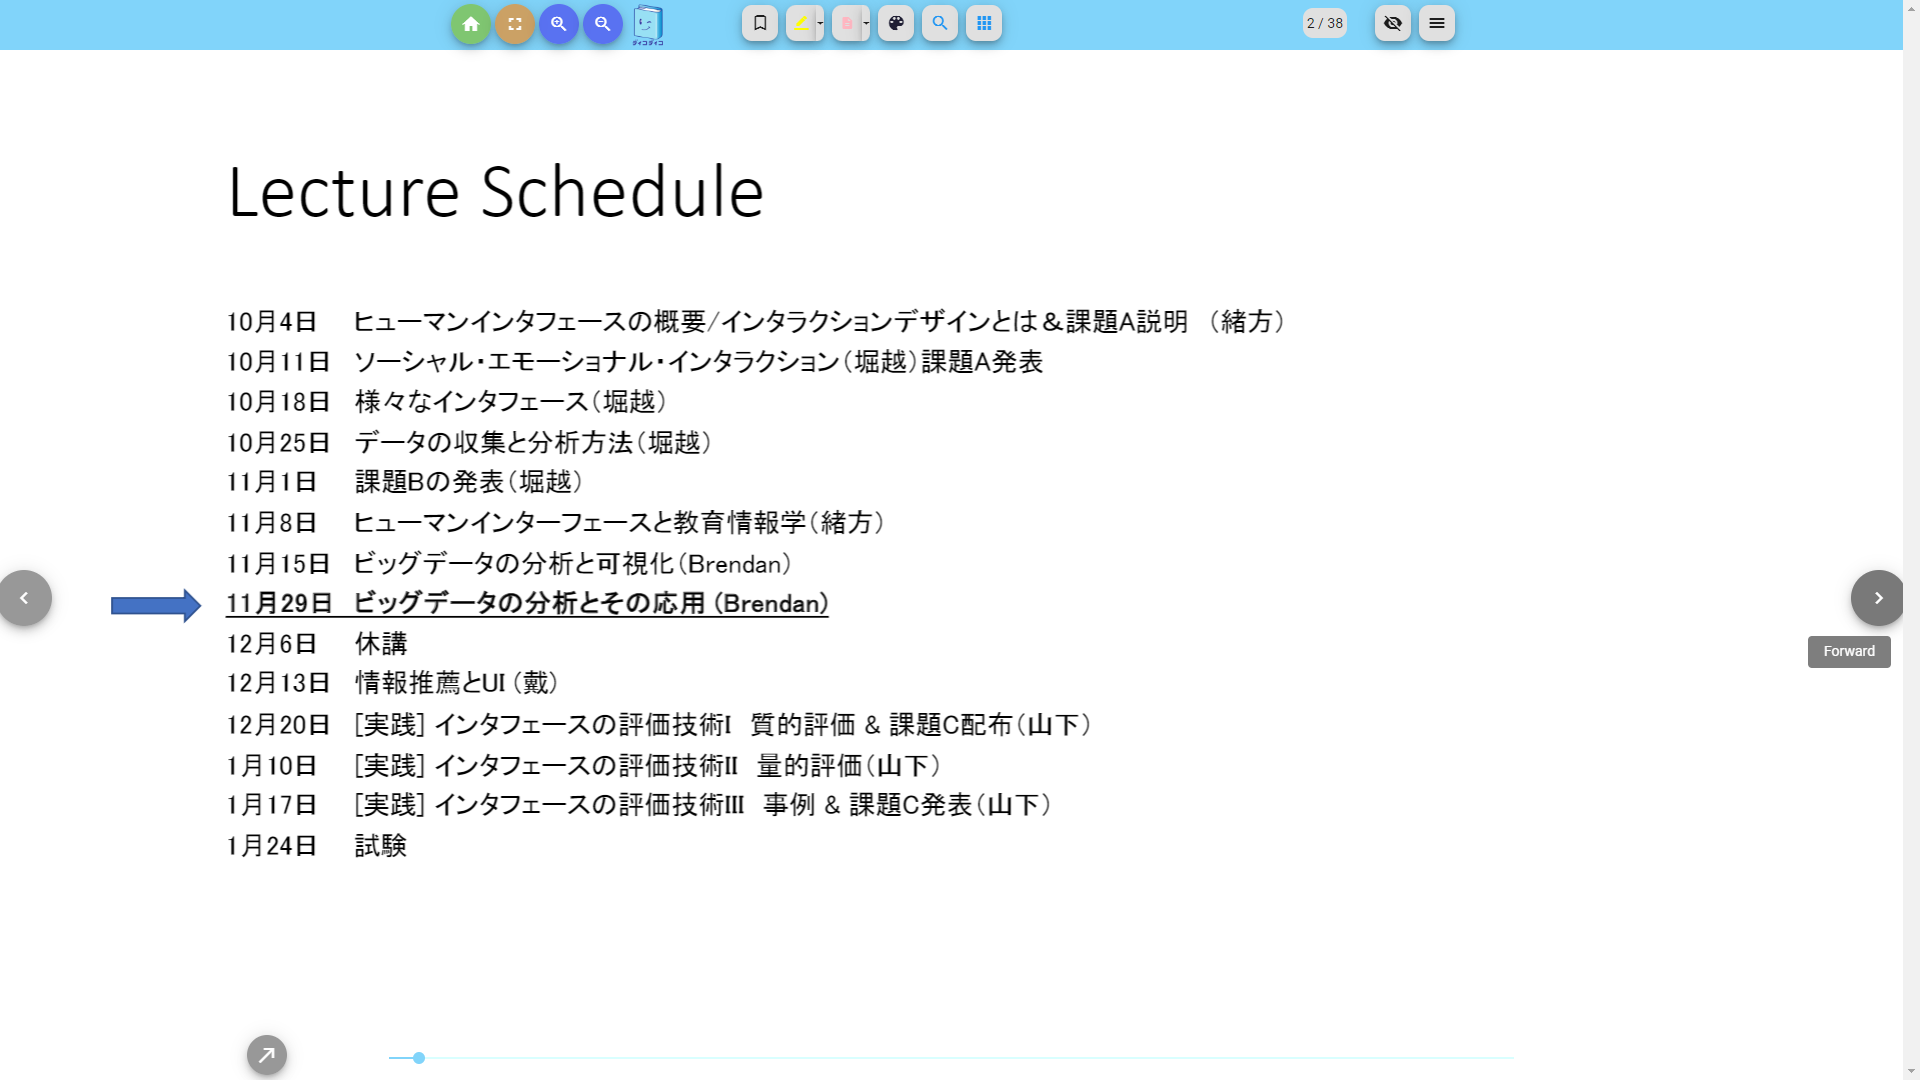 ダイコダイコ
2 / 38
Lecture Schedule
10月4日 ヒューマンインタフェースの概要/インタラクションデザインとは＆課題A説明 （緒方）
10月11日 ソーシャル・エモーショナル・インタラクション（堀越）課題A発表
10月18日 様々なインタフェース（堀越）
10月25日 データの収集と分析方法（堀越）
11月1日 課題Bの発表（堀越）
11月8日 ヒューマンインターフェースと教育情報学（緒方）
11月15日 ビッグデータの分析と可視化（Brendan）
11月29日 ビッグデータの分析とその応用 (Brendan)
12月6日 休講
12月13日 情報推薦とUI（戴）
12月20日 [実践] インタフェースの評価技術I 質的評価 & 課題C配布（山下）
1月10日 [実践] インタフェースの評価技術II 量的評価（山下）
1月17日 [実践] インタフェースの評価技術III 事例 & 課題C発表（山下）
1月24日 試験
Forward